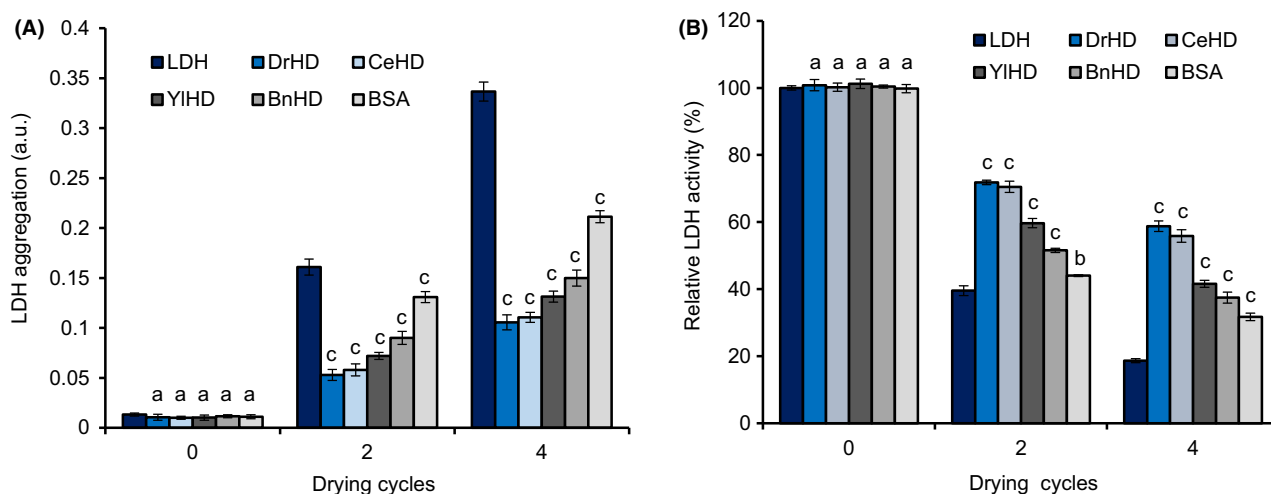 (A)
LDH aggregation (a.u.)
0.4
0.35
0.3
0.25
0.2
0.15
0.1
0.05
0
LDH DrHD CeHD
YlHD BnHD BSA
a a a a a
c c c c c
c c c c c
0 2 4
Drying cycles
(B)
Relative LDH activity (%)
120
100
80
60
40
20
0
LDH DrHD CeHD
YlHD BnHD BSA
a a a a a
c c c c b
c c c c c
0 2 4
Drying cycles